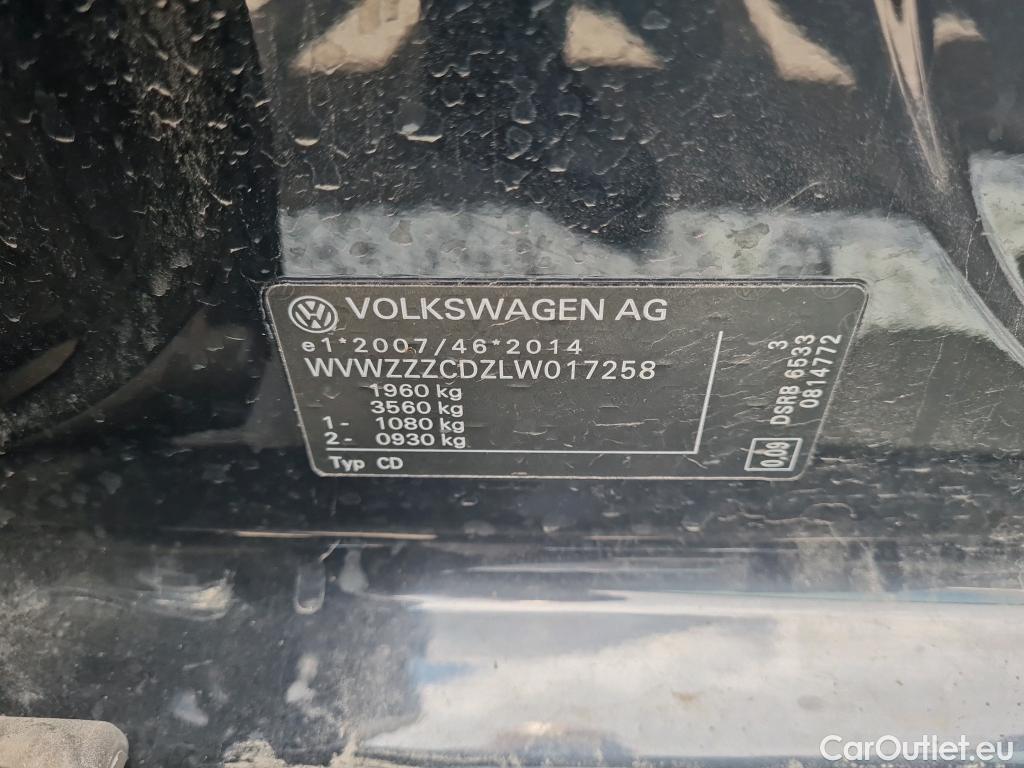 VOLKSWAGEN AG
e1*2007/46*2014
WVWZZZCDZLW017258
1960 kg
3560 kg
1- 1080 kg
2- 0930 kg
Typ CD
3
DSRB 6533
0814772
0.09
CarOutlet.eu